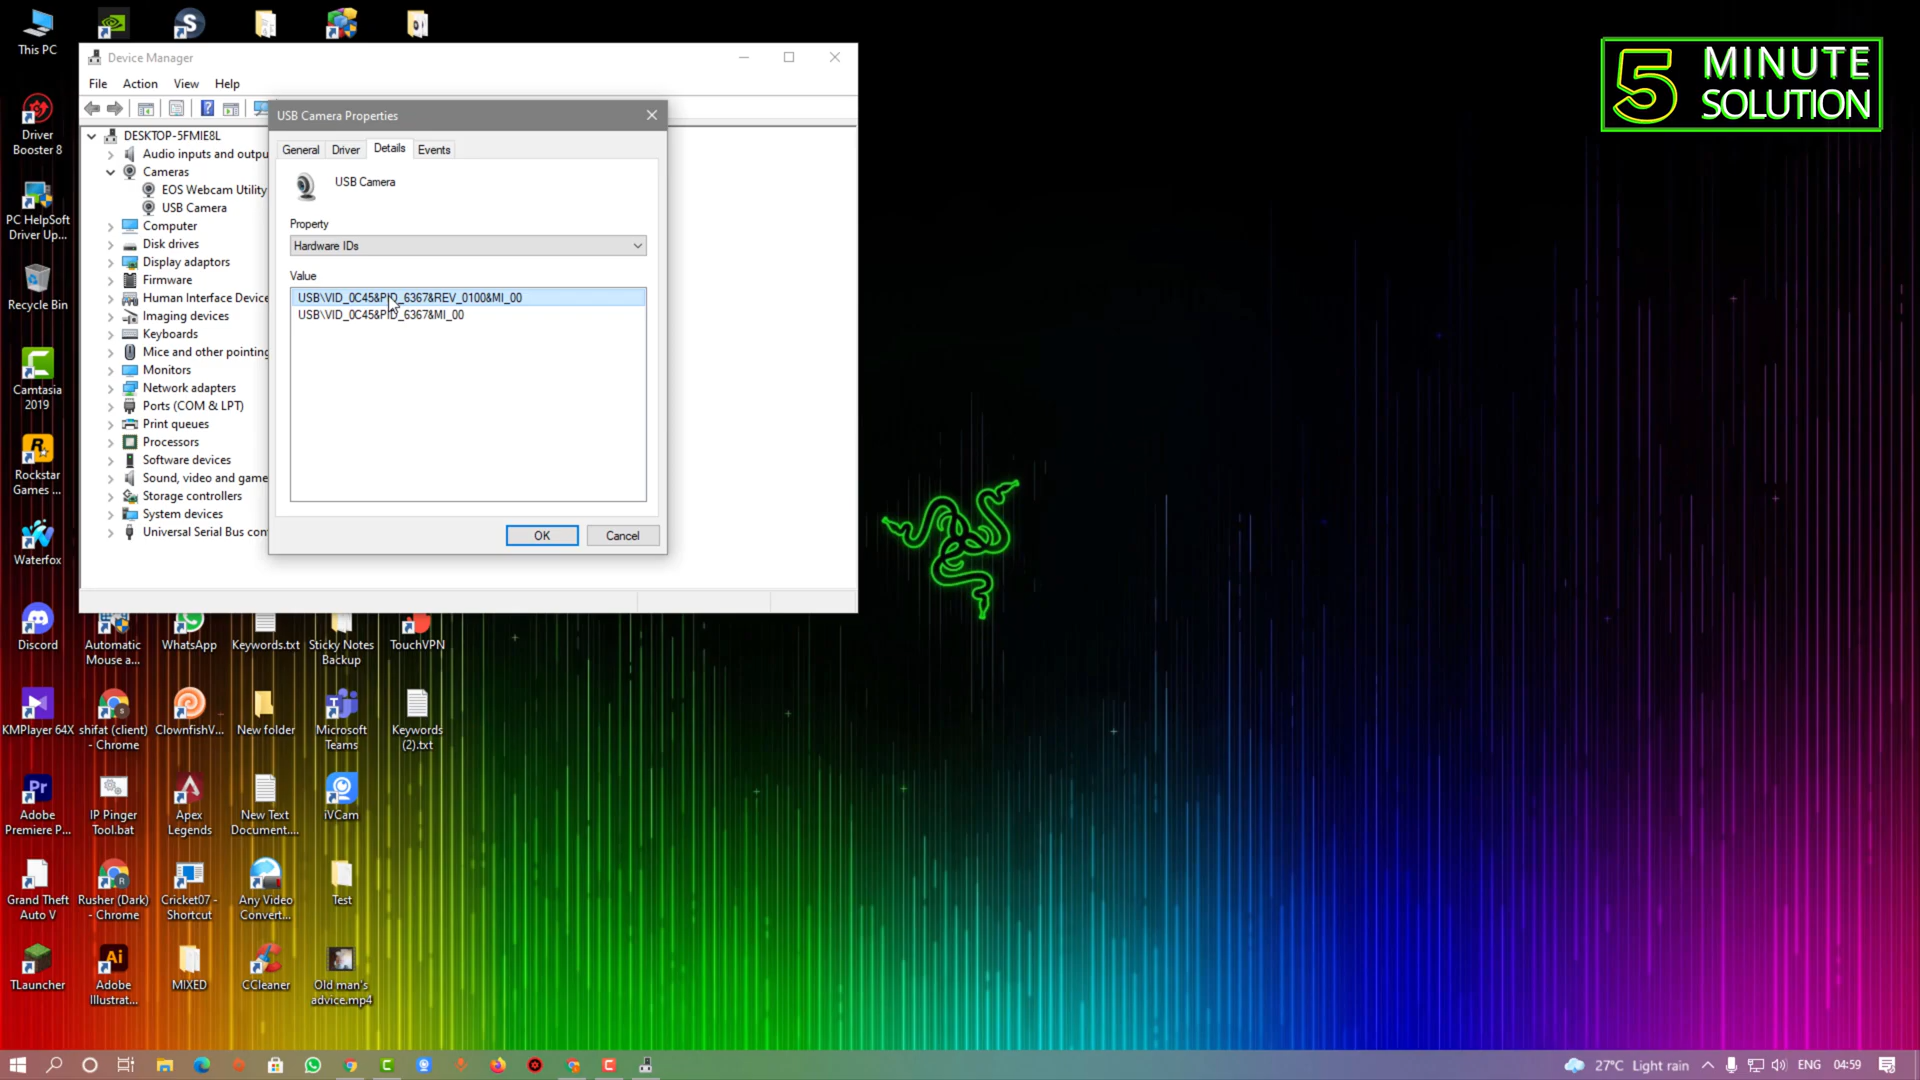 This PC
Device Manager
File Action View Help
USB Camera Properties
General Driver Details Events
USB Camera
Property
Hardware IDs
Value
USB\VID_0C45&PID_6367&REV_0100&MI_00
USB\VID_0C45&PID_6367&MI_00
OK Cancel
DESKTOP-5FMIE8L
Audio inputs and outpu
Cameras
EOS Webcam Utility
USB Camera
Computer
Disk drives
Display adaptors
Firmware
Human Interface Device
Imaging devices
Keyboards
Mice and other pointing
Monitors
Network adapters
Ports (COM & LPT)
Print queues
Processors
Software devices
Sound, video and game
Storage controllers
System devices
Universal Serial Bus con
5 MINUTE
SOLUTION
Driver
Booster 8
PC HelpSoft
Driver Up...
Recycle Bin
Camtasia
2019
Rockstar
Games ...
Waterfox
Discord
Automatic
Mouse a...
WhatsApp
Keywords.txt
Sticky Notes
Backup
TouchVPN
KMPlayer 64X
shifat (client)
- Chrome
ClownfishV...
New folder
Microsoft
Teams
Keywords
(2).txt
Adobe
Premiere P...
IP Pinger
Tool.bat
Apex
Legends
New Text
Document....
iVCam
Grand Theft
Auto V
Rusher (Dark)
- Chrome
Cricket07 -
Shortcut
Any Video
Convert...
Test
TLauncher
Adobe
Illustrat...
MIXED
CCleaner
Old man's
advice.mp4
27°C Light rain ENG 04:59